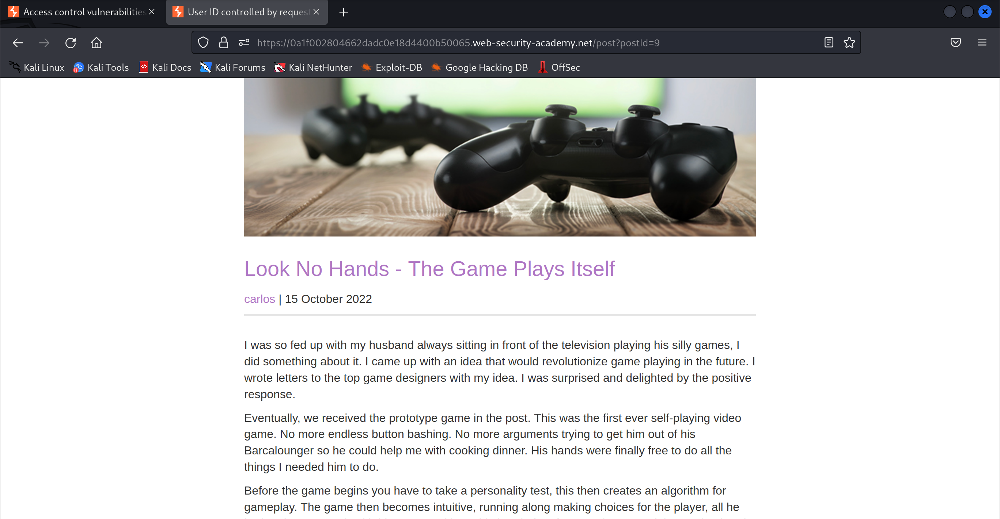 Access control vulnerabilities
User ID controlled by request
https://0a1f002804662dadc0e18d4400b50065.web-security-academy.net/post?postId=9
Kali Linux
Kali Tools
Kali Docs
Kali Forums
Kali NetHunter
Exploit-DB
Google Hacking DB
OffSec
Look No Hands - The Game Plays Itself
carlos | 15 October 2022
I was so fed up with my husband always sitting in front of the television playing his silly games, I
did something about it. I came up with an idea that would revolutionize game playing in the future. I
wrote letters to the top game designers with my idea. I was surprised and delighted by the positive
response.
Eventually, we received the prototype game in the post. This was the first ever self-playing video
game. No more endless button bashing. No more arguments trying to get him out of his
Barcalounger so he could help me with cooking dinner. His hands were finally free to do all the
things I needed him to do.
Before the game begins you have to take a personality test, this then creates an algorithm for
gameplay. The game then becomes intuitive, running along making choices for the player, all he